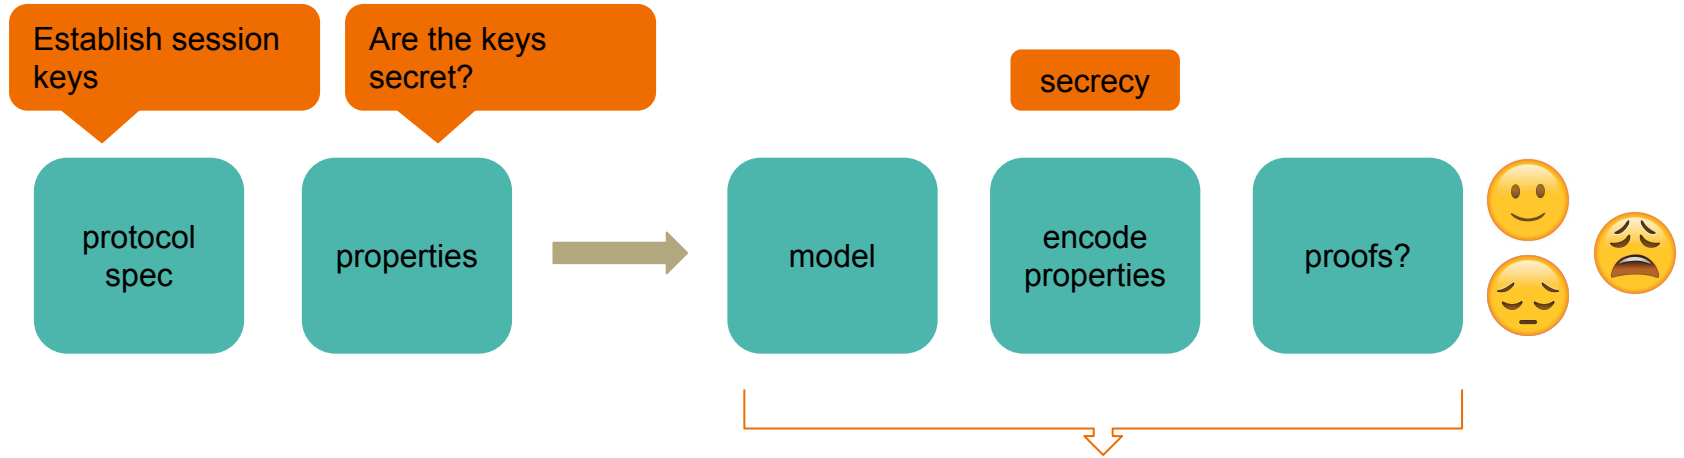 Establish session
keys
Are the keys
secret?
secrecy
protocol
spec
properties
model
encode
properties
proofs?